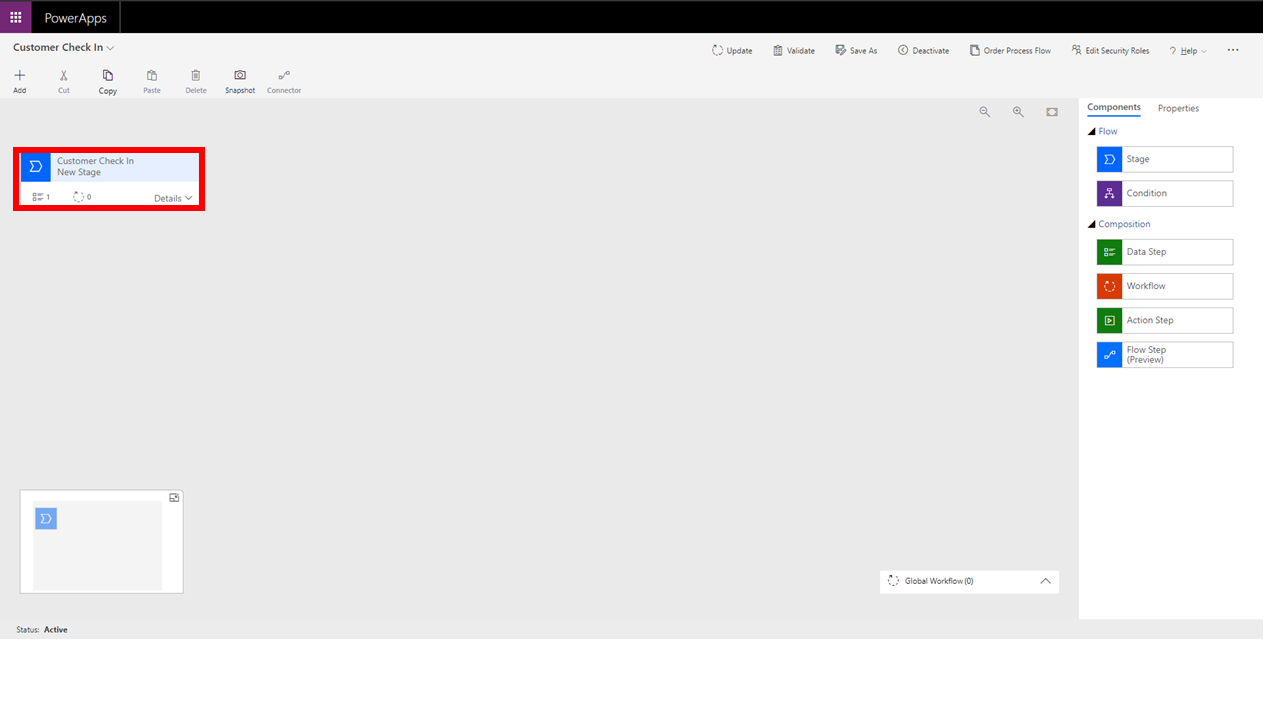 PowerApps
Customer Check In
Update Validate Save As Deactivate Order Process Flow Edit Security Roles ? Help ...
Add Cut Copy Paste Delete Snapshot Connector
Components Properties
Flow
Stage
Condition
Composition
Data Step
Workflow
Action Step
Flow Step
(Preview)
Customer Check In
New Stage
1 0 Details
Global Workflow (0)
Status: Active